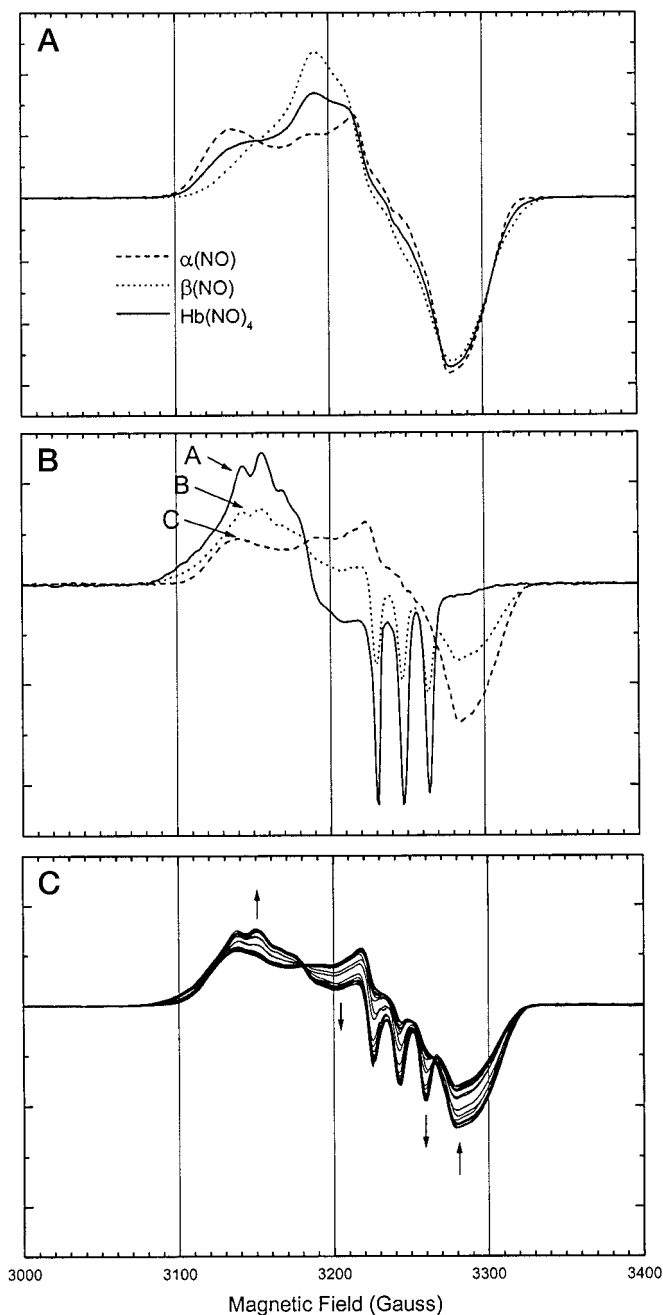 A
α(NO)
β(NO)
Hb(NO)₄
B
A
B
C
C
3000 3100 3200 3300 3400
Magnetic Field (Gauss)